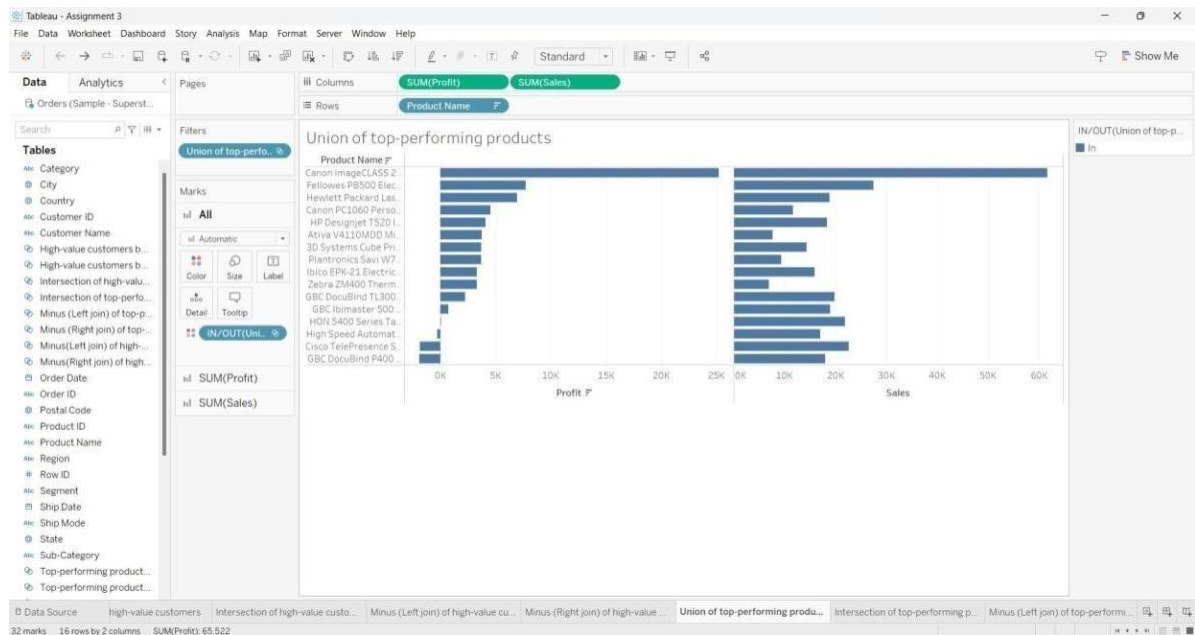 Tableau - Assignment 3
File Data Worksheet Dashboard Story Analysis Map Format Server Window Help
Standard
Show Me
Data
Analytics
Orders (Sample - Superst...
Search
Tables
Abc Category
City
Country
Abc Customer ID
Abc Customer Name
High-value customers b...
High-value customers b...
Intersection of high-valu...
Intersection of top-perfo...
Minus (Left join) of top-p...
Minus (Right join) of top-...
Minus(Left join) of high-...
Minus(Right join) of high...
Order Date
Abc Order ID
Postal Code
Abc Product ID
Abc Product Name
Abc Region
# Row ID
Abc Segment
Ship Date
Abc Ship Mode
State
Abc Sub-Category
Top-performing product...
Top-performing product...
Pages
Filters
Union of top-perfo..
Marks
All
Automatic
Color Size Label
Detail Tooltip
IN/OUT(Uni..
SUM(Profit)
SUM(Sales)
Columns
SUM(Profit) SUM(Sales)
Rows
Product Name
Union of top-performing products
Product Name
Canon imageCLASS 2..
Fellowes PB500 Elec..
Hewlett Packard Las..
Canon PC1060 Perso..
HP Designjet T520 I..
Ativa V4110MDD Mi..
3D Systems Cube Pri..
Plantronics Savi W7..
Ibico EPK-21 Electric..
Zebra ZM400 Therm..
GBC DocuBind TL300..
GBC Ibimaster 500 ..
HON 5400 Series Ta..
High Speed Automat..
Cisco TelePresence S..
GBC DocuBind P400 ..
0K 5K 10K 15K 20K 25K
Profit
0K 10K 20K 30K 40K 50K 60K
Sales
IN/OUT(Union of top-p...
In
Data Source
high-value customers
Intersection of high-value custo...
Minus (Left join) of high-value cu...
Minus (Right join) of high-value ...
Union of top-performing produ...
Intersection of top-performing p...
Minus (Left join) of top-performi...
32 marks 16 rows by 2 columns SUM(Profit): 65,522